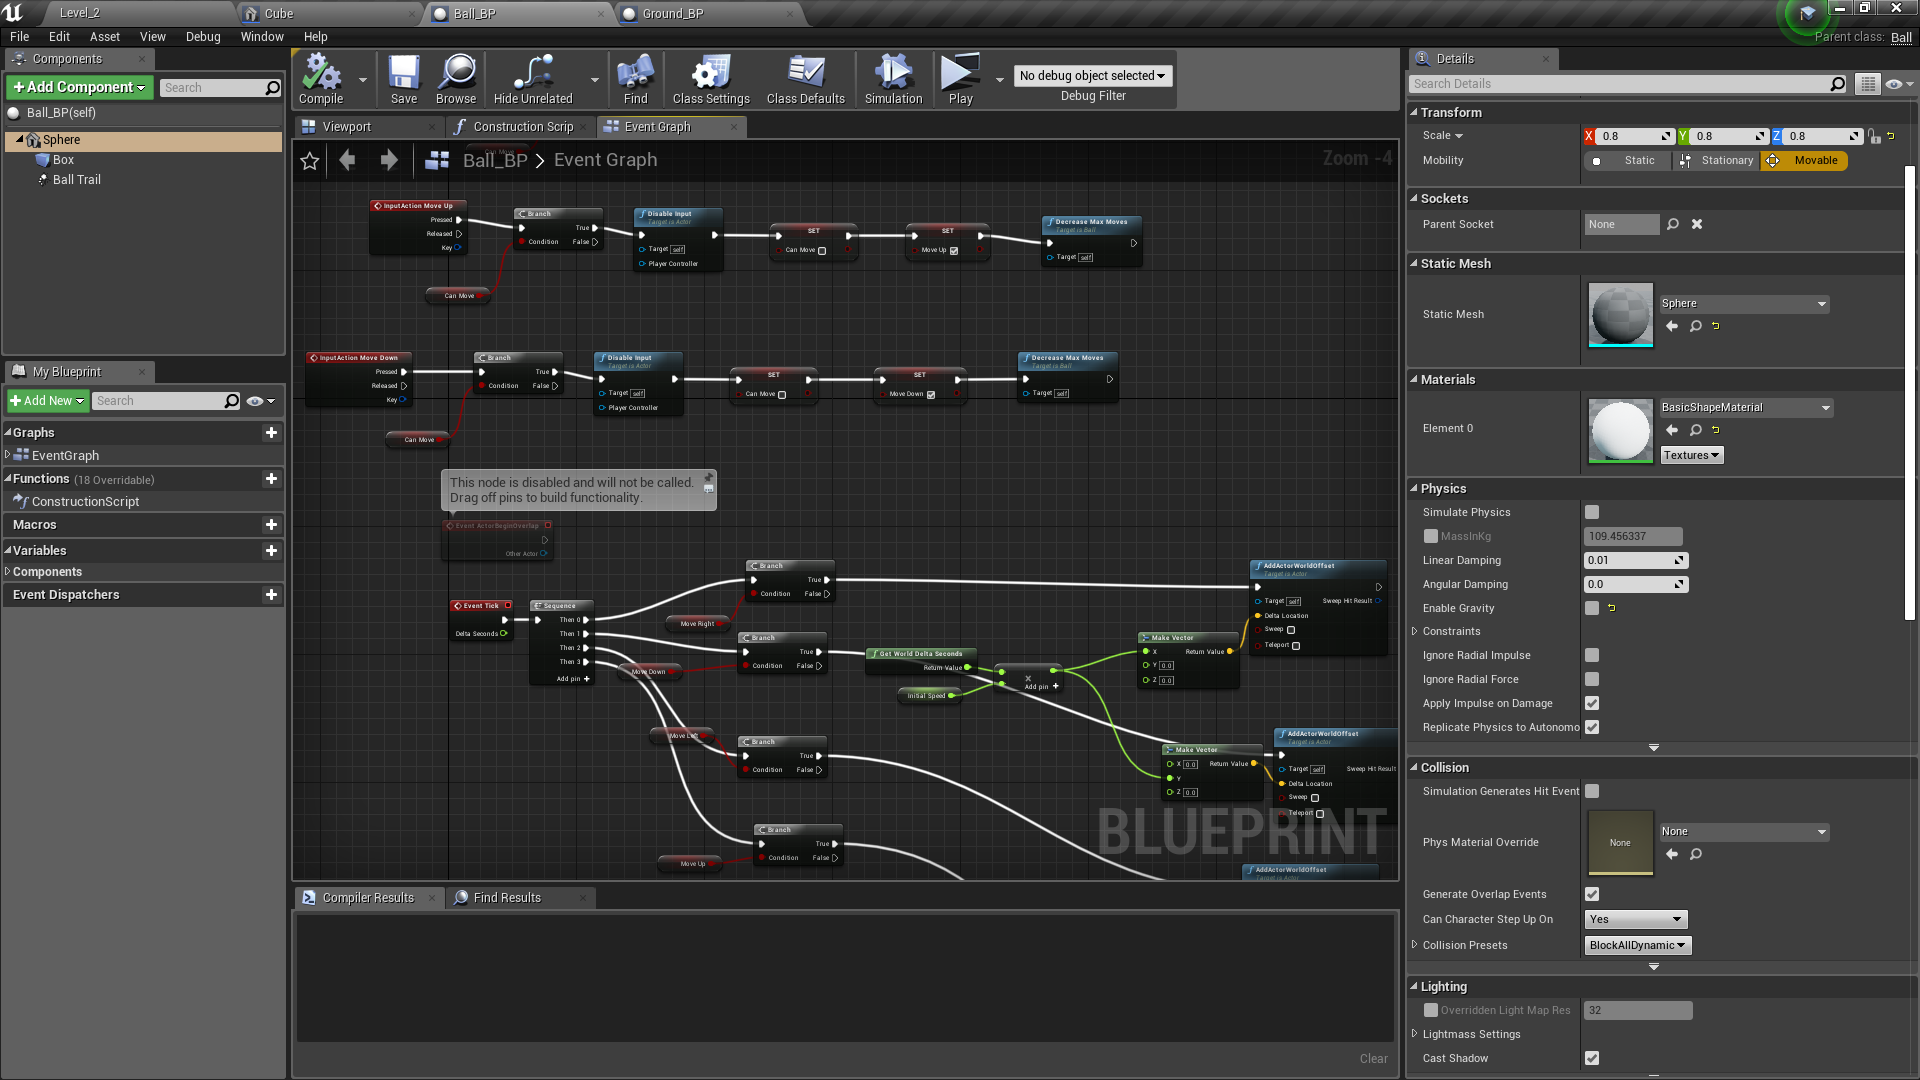 Level_2
Cube
Ball_BP
Ground_BP
File
Edit
Asset
View
Debug
Window
Help
Parent class: Ball
Components
+Add Component
Search
Ball_BP(self)
Sphere
Box
Ball Trail
My Blueprint
+Add New
Search
Graphs
EventGraph
Functions (18 Overridable)
ConstructionScript
Macros
Variables
Components
Event Dispatchers
Compile
Save
Browse
Hide Unrelated
Find
Class Settings
Class Defaults
Simulation
Play
No debug object selected
Debug Filter
Viewport
Construction Scrip
Event Graph
Can Move
Ball_BP > Event Graph
Zoom -4
InputAction Move Up
Pressed
Released
Key
Branch
True
Condition
False
Disable Input
Target is Actor
Target self
Player Controller
SET
Can Move
SET
Move Up
Decrease Max Moves
Target is Ball
Target self
Can Move
InputAction Move Down
Pressed
Released
Key
Branch
True
Condition
False
Disable Input
Target is Actor
Target self
Player Controller
SET
Can Move
SET
Move Down
Decrease Max Moves
Target is Ball
Target self
Can Move
This node is disabled and will not be called.
Drag off pins to build functionality.
Event ActorBeginOverlap
Other Actor
Event Tick
Delta Seconds
Sequence
Then 0
Then 1
Then 2
Then 3
Add pin +
Branch
True
Condition
False
Move Right
Branch
True
Condition
False
Move Down
Get World Delta Seconds
Return Value
Initial Speed
×
Add pin +
Make Vector
X
Return Value
Y 0.0
Z 0.0
AddActorWorldOffset
Target is Actor
Target self
Sweep Hit Result
Delta Location
Sweep
Teleport
Move Left
Branch
True
Condition
False
Make Vector
X 0.0
Return Value
Y
Z 0.0
AddActorWorldOffset
Target is Actor
Target self
Sweep Hit Result
Delta Location
Sweep
Teleport
Branch
True
Condition
False
Move Up
AddActorWorldOffset
Target is Actor
BLUEPRINT
Compiler Results
Find Results
Clear
Details
Search Details
Transform
Scale
X 0.8
Y 0.8
Z 0.8
Mobility
Static
Stationary
Movable
Sockets
Parent Socket
None
Static Mesh
Static Mesh
Sphere
Materials
Element 0
BasicShapeMaterial
Textures
Physics
Simulate Physics
MassInKg
109.456337
Linear Damping
0.01
Angular Damping
0.0
Enable Gravity
Constraints
Ignore Radial Impulse
Ignore Radial Force
Apply Impulse on Damage
Replicate Physics to Autonomo
Collision
Simulation Generates Hit Event
Phys Material Override
None
None
Generate Overlap Events
Can Character Step Up On
Yes
Collision Presets
BlockAllDynamic
Lighting
Overridden Light Map Res
32
Lightmass Settings
Cast Shadow